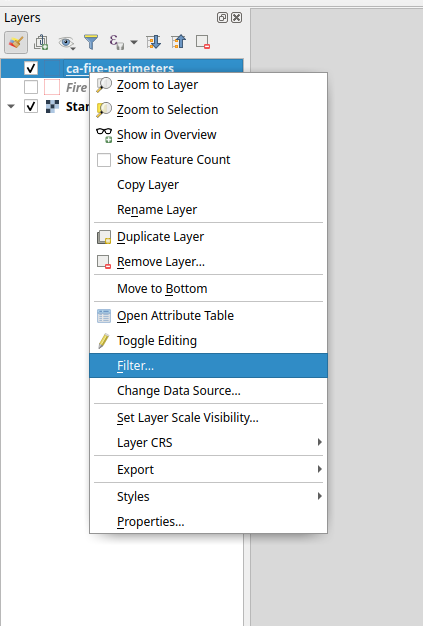 Layers
ca-fire-perimeters
Fire
Star
Zoom to Layer
Zoom to Selection
Show in Overview
Show Feature Count
Copy Layer
Rename Layer
Duplicate Layer
Remove Layer...
Move to Bottom
Open Attribute Table
Toggle Editing
Filter...
Change Data Source...
Set Layer Scale Visibility...
Layer CRS
Export
Styles
Properties...